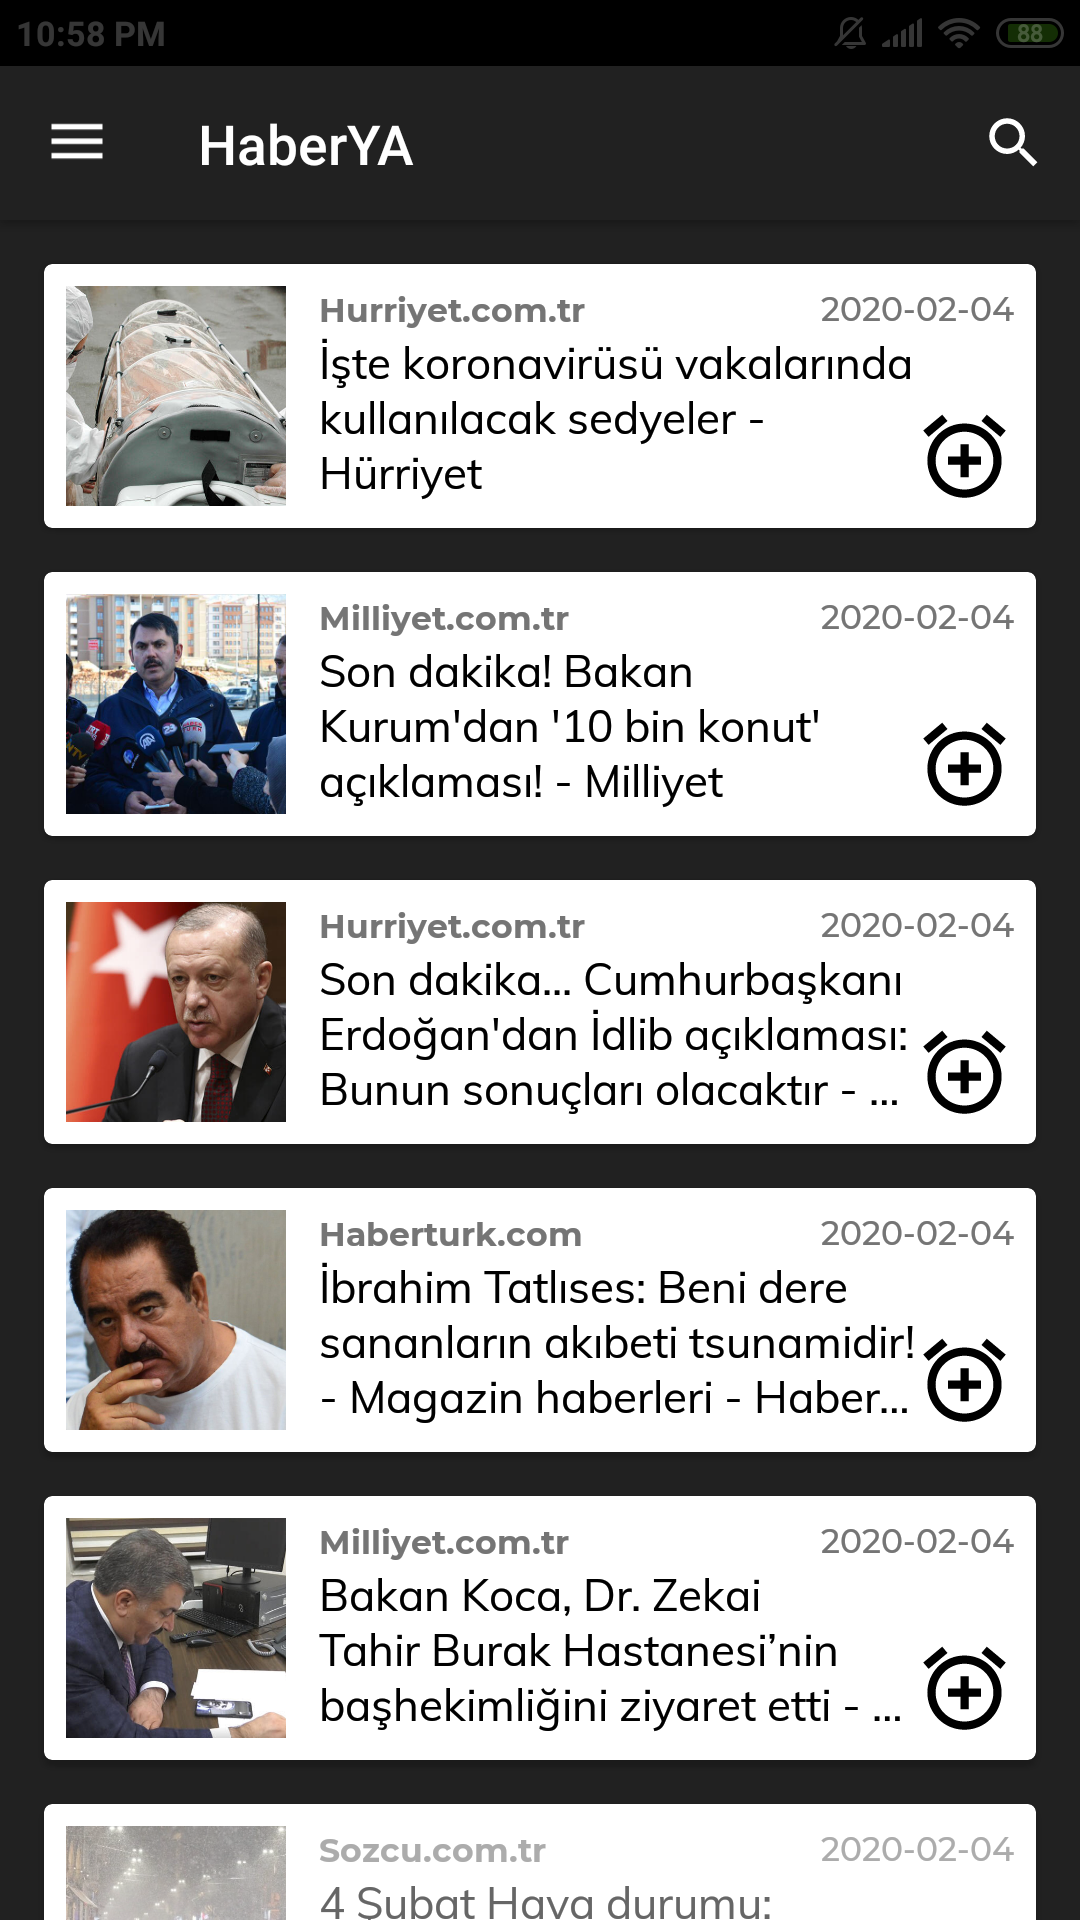 10:58 PM
88
HaberYA
Hurriyet.com.tr
2020-02-04
İşte koronavirüsü vakalarında
kullanılacak sedyeler -
Hürriyet
Milliyet.com.tr
2020-02-04
Son dakika! Bakan
Kurum'dan '10 bin konut'
açıklaması! - Milliyet
Hurriyet.com.tr
2020-02-04
Son dakika... Cumhurbaşkanı
Erdoğan'dan İdlib açıklaması:
Bunun sonuçları olacaktır - ...
Haberturk.com
2020-02-04
İbrahim Tatlıses: Beni dere
sananların akıbeti tsunamidir!
- Magazin haberleri - Haber...
Milliyet.com.tr
2020-02-04
Bakan Koca, Dr. Zekai
Tahir Burak Hastanesi’nin
başhekimliğini ziyaret etti - ...
Sozcu.com.tr
2020-02-04
4 Şubat Hava durumu: